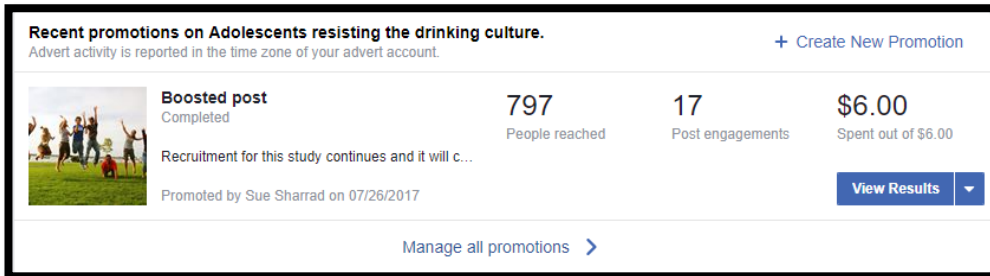 Recent promotions on Adolescents resisting the drinking culture.
Advert activity is reported in the time zone of your advert account.
+ Create New Promotion
Boosted post
Completed
Recruitment for this study continues and it will c...
Promoted by Sue Sharrad on 07/26/2017
797
People reached
17
Post engagements
$6.00
Spent out of $6.00
View Results
Manage all promotions